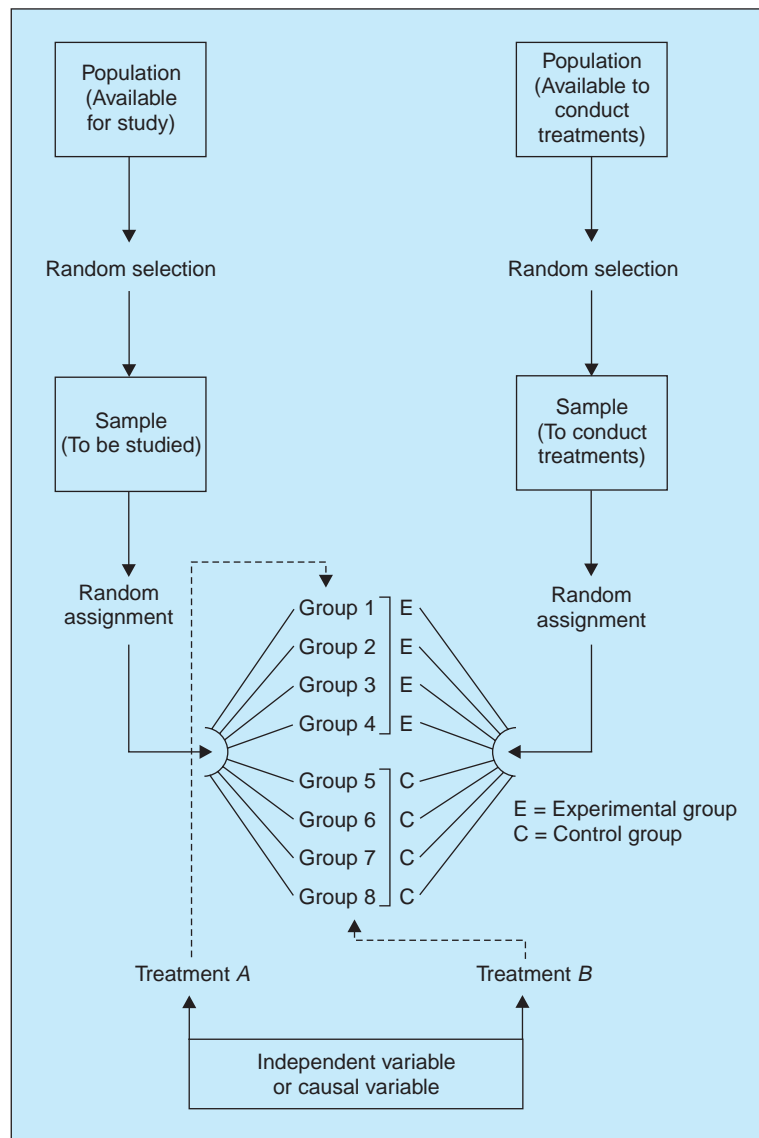 Population
(Available
for study)
Population
(Available to
conduct
treatments)
Random selection
Random selection
Sample
(To be studied)
Sample
(To conduct
treatments)
Random
assignment
Random
assignment
Group 1 E
Group 2 E
Group 3 E
Group 4 E
Group 5 C
Group 6 C
Group 7 C
Group 8 C
E = Experimental group
C = Control group
Treatment A
Treatment B
Independent variable
or causal variable